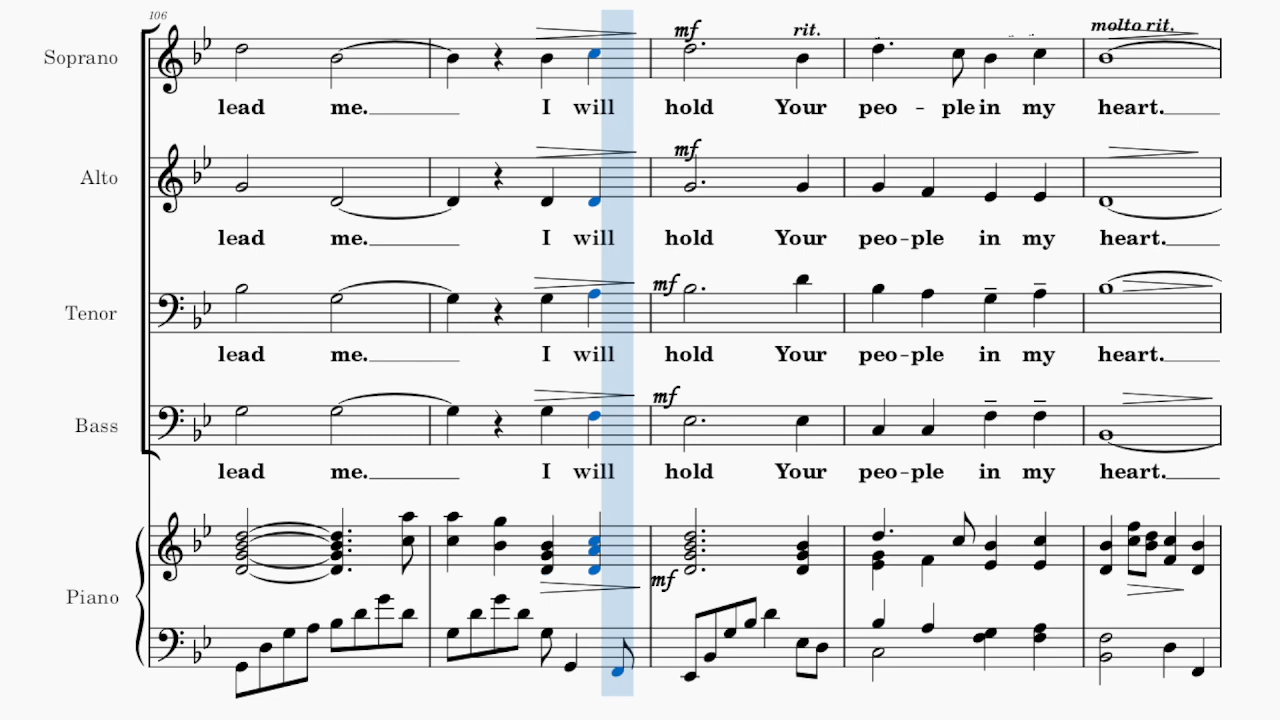 106
Soprano mf rit. molto rit.
lead me. I will hold Your peo - ple in my heart.
Alto mf
lead me. I will hold Your peo - ple in my heart.
Tenor mf
lead me. I will hold Your peo - ple in my heart.
Bass mf
lead me. I will hold Your peo - ple in my heart.
Piano mf